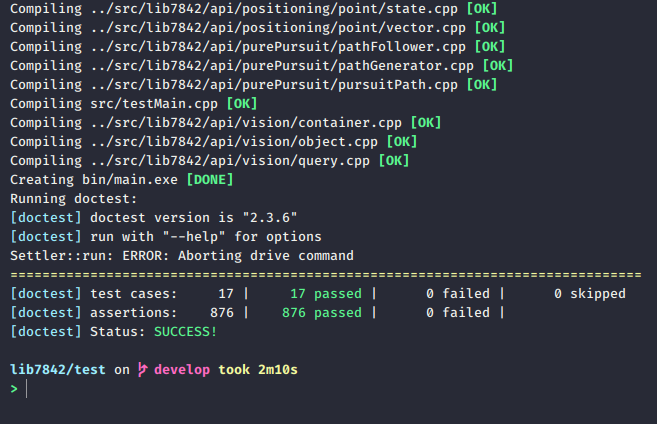 Compiling ../src/lib7842/api/positioning/point/state.cpp [OK]
Compiling ../src/lib7842/api/positioning/point/vector.cpp [OK]
Compiling ../src/lib7842/api/purePursuit/pathFollower.cpp [OK]
Compiling ../src/lib7842/api/purePursuit/pathGenerator.cpp [OK]
Compiling ../src/lib7842/api/purePursuit/pursuitPath.cpp [OK]
Compiling src/testMain.cpp [OK]
Compiling ../src/lib7842/api/vision/container.cpp [OK]
Compiling ../src/lib7842/api/vision/object.cpp [OK]
Compiling ../src/lib7842/api/vision/query.cpp [OK]
Creating bin/main.exe [DONE]
Running doctest:
[doctest] doctest version is "2.3.6"
[doctest] run with "--help" for options
Settler::run: ERROR: Aborting drive command
===============================================================================
[doctest] test cases:     17 |     17 passed |      0 failed |      0 skipped
[doctest] assertions:    876 |    876 passed |      0 failed |
[doctest] Status: SUCCESS!
lib7842/test on develop took 2m10s
>